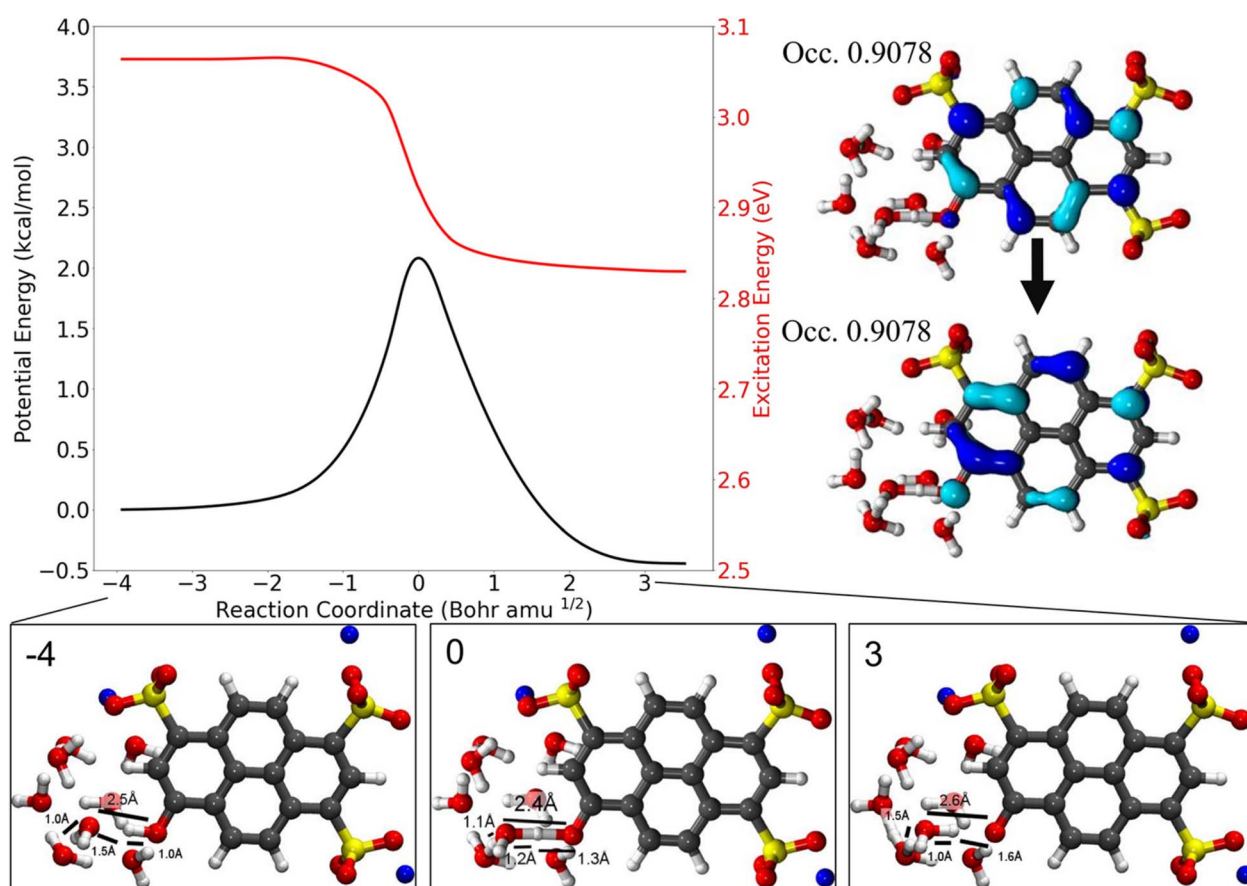 4.0
3.5
3.0
2.5
2.0
1.5
1.0
0.5
0.0
−0.5
Potential Energy (kcal/mol)
−4 −3 −2 −1 0 1 2 3
Reaction Coordinate (Bohr amu 1/2)
3.1
3.0
2.9
2.8
2.7
2.6
2.5
Excitation Energy (eV)
Occ. 0.9078
Occ. 0.9078
-4
2.5Å
1.0Å
1.5Å
1.0Å
0
2.4Å
1.1Å
1.2Å
1.3Å
3
2.6Å
1.5Å
1.0Å
1.6Å